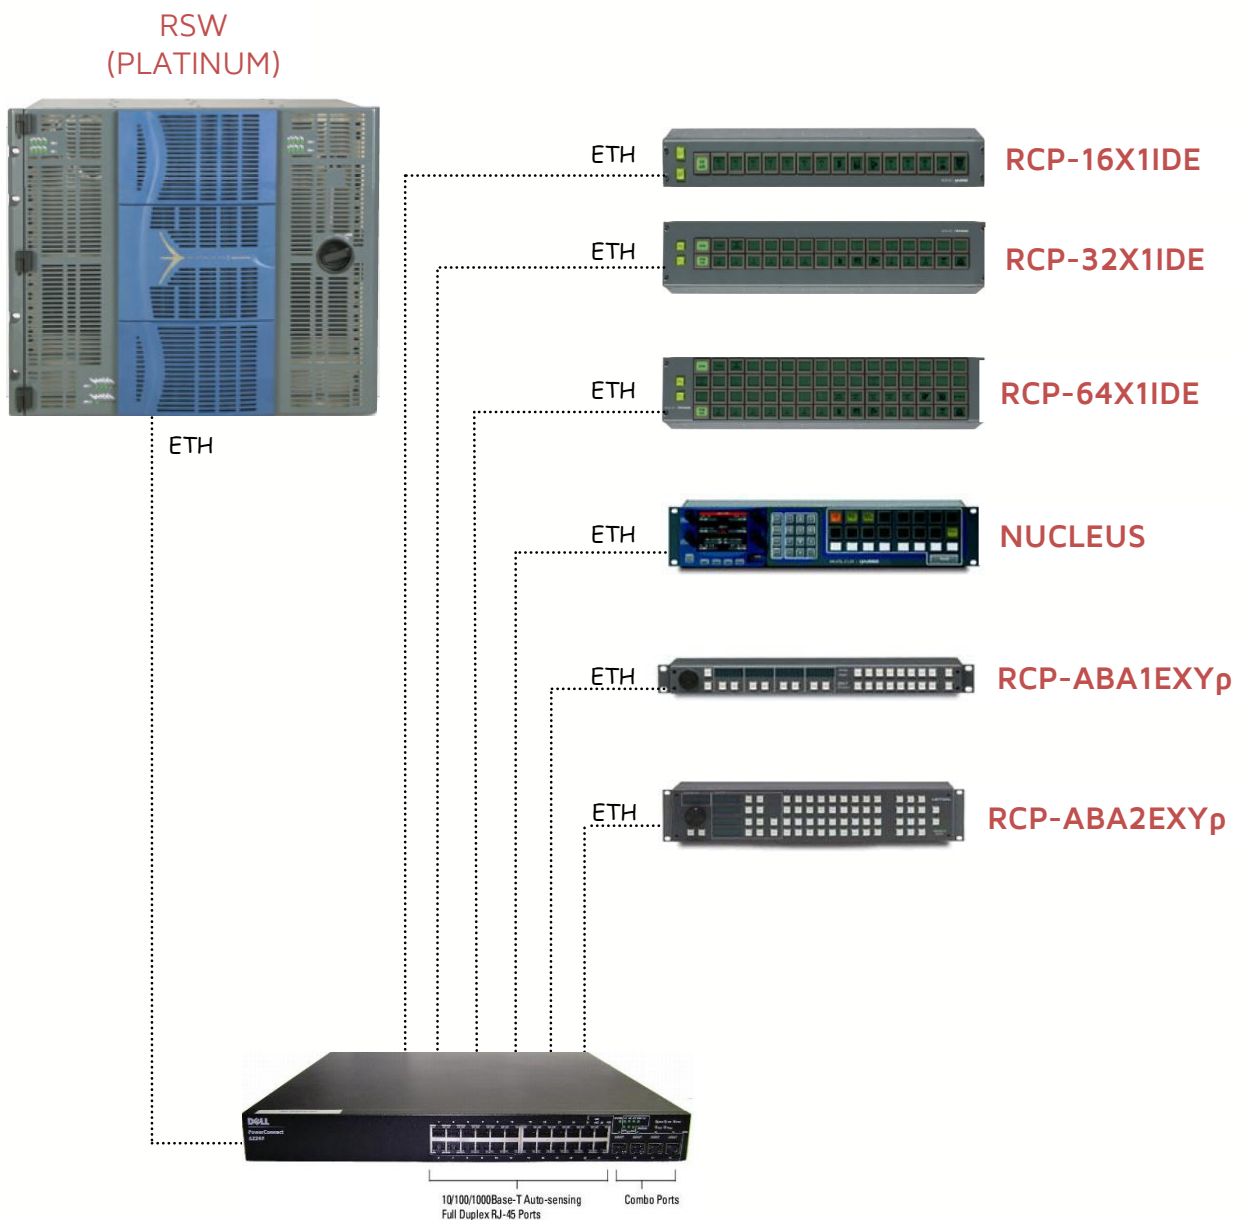 RSW
(PLATINUM)
ETH
RCP-16X1IDE
ETH
RCP-32X1IDE
ETH
RCP-64X1IDE
ETH
ETH
NUCLEUS
ETH
RCP-ABA1EXYp
ETH
RCP-ABA2EXYp
DELL
PowerConnect
10/100/1000Base-T Auto-sensing
Full Duplex RJ-45 Ports
Combo Ports